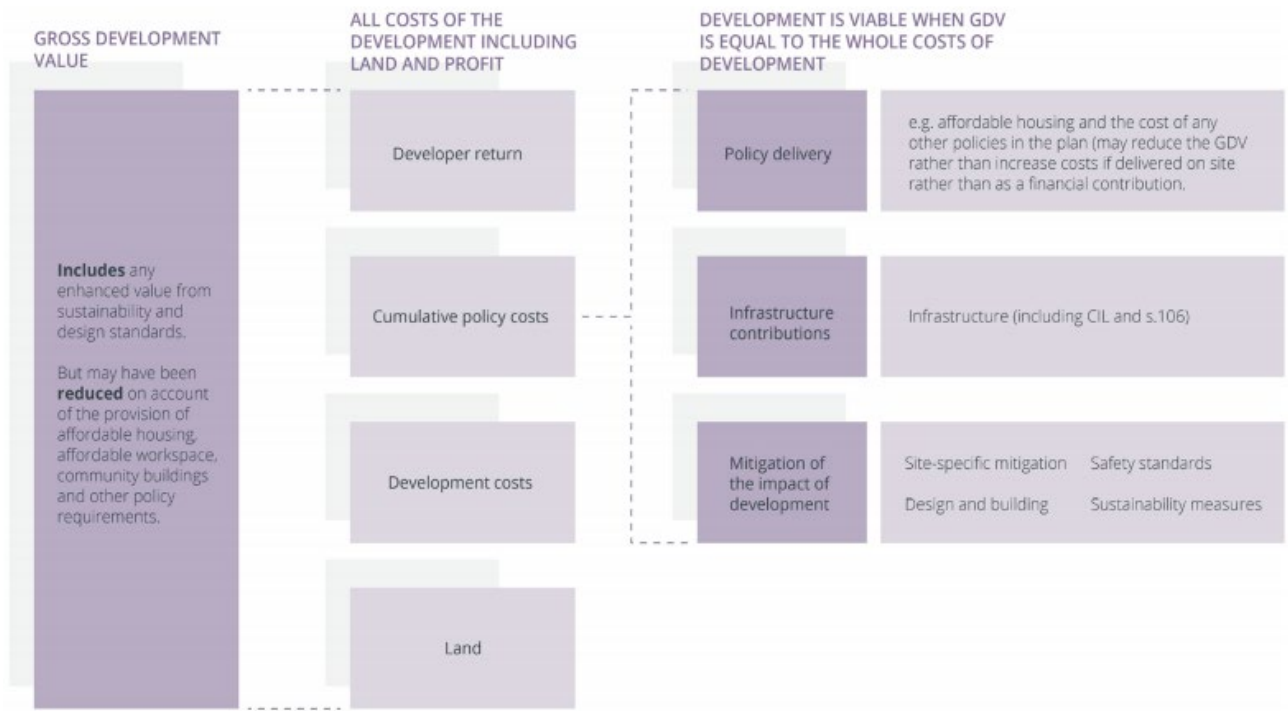 GROSS DEVELOPMENT
VALUE
ALL COSTS OF THE
DEVELOPMENT INCLUDING
LAND AND PROFIT
DEVELOPMENT IS VIABLE WHEN GDV
IS EQUAL TO THE WHOLE COSTS OF
DEVELOPMENT
Includes any
enhanced value from
sustainability and
design standards.
But may have been
reduced on account
of the provision of
affordable housing,
affordable workspace,
community buildings
and other policy
requirements.
Developer return
Cumulative policy costs
Development costs
Land
Policy delivery
e.g. affordable housing and the cost of any
other policies in the plan (may reduce the GDV
rather than increase costs if delivered on site
rather than as a financial contribution.
Infrastructure
contributions
Infrastructure (including CIL and s.106)
Mitigation of
the impact of
development
Site-specific mitigation
Safety standards
Design and building
Sustainability measures